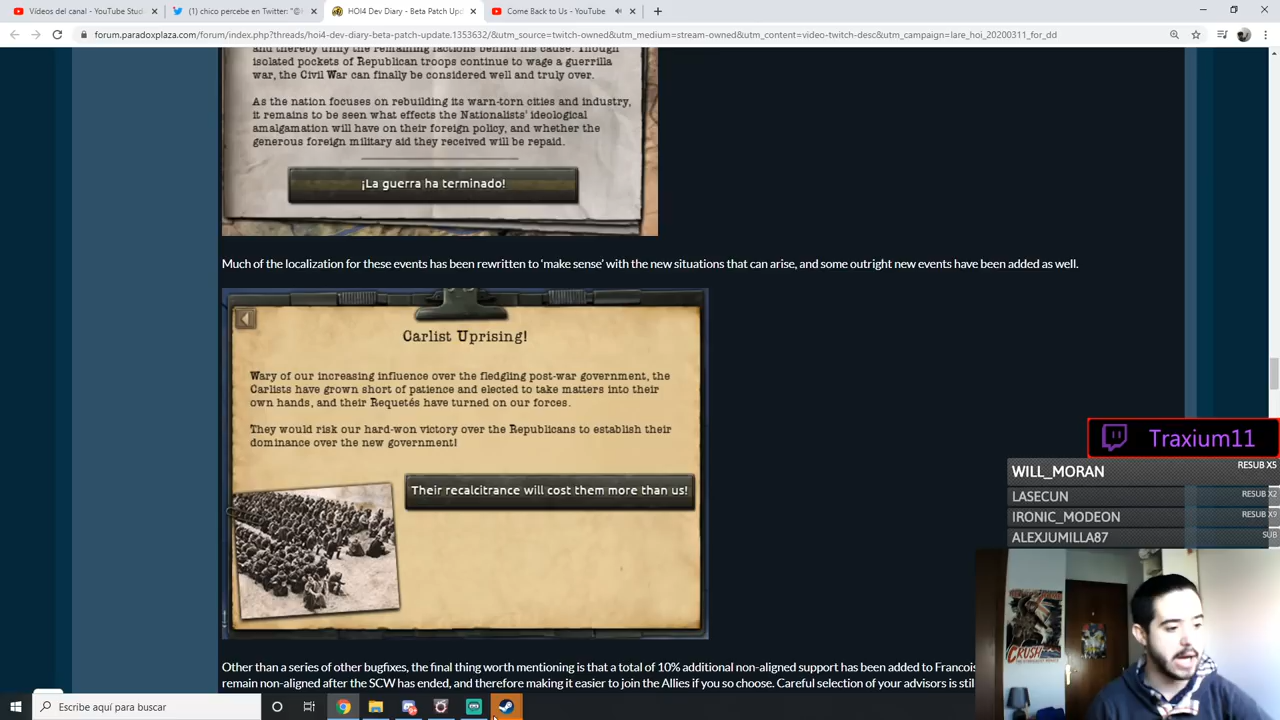 Vídeos del canal - YouTube Stud
(1) chico percebe en Twitter: "@
HOI4 Dev Diary - Beta Patch Upd
Come Back to Us - YouTube
forum.paradoxplaza.com/forum/index.php?threads/hoi4-dev-diary-beta-patch-update.1353632/&utm_source=twitch-owned&utm_medium=stream-owned&utm_content=video-twitch-desc&utm_campaign=lare_hoi_20200311_for_dd
and thereby unify the remaining factions behind his cause. Though
isolated pockets of Republican troops continue to wage a guerrilla
war, the Civil War can finally be considered well and truly over.
As the nation focuses on rebuilding its warn-torn cities and industry,
it remains to be seen what effects the Nationalists' ideological
amalgamation will have on their foreign policy, and whether the
generous foreign military aid they received will be repaid.
¡La guerra ha terminado!
Much of the localization for these events has been rewritten to 'make sense' with the new situations that can arise, and some outright new events have been added as well.
Carlist Uprising!
Wary of our increasing influence over the fledgling post-war government, the
Carlists have grown short of patience and elected to take matters into their
own hands, and their Requetés have turned on our forces.
They would risk our hard-won victory over the Republicans to establish their
dominance over the new government!
Their recalcitrance will cost them more than us!
Traxium11
WILL_MORAN RESUB X5
LASECUN RESUB X2
IRONIC_MODEON RESUB X9
ALEXJUMILLA87 SUB
CRUSH
Other than a series of other bugfixes, the final thing worth mentioning is that a total of 10% additional non-aligned support has been added to Francois
remain non-aligned after the SCW has ended, and therefore making it easier to join the Allies if you so choose. Careful selection of your advisors is stil
Escribe aquí para buscar